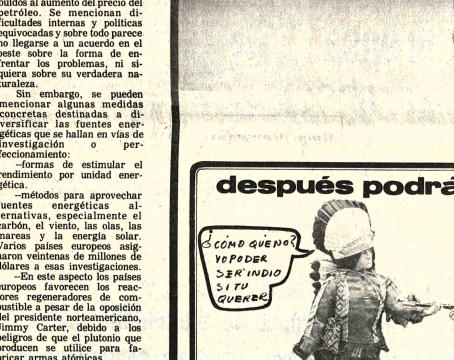 buidos al aumento del precio del
petróleo. Se mencionan di-
ficultades internas y políticas
equivocadas y sobre todo parece
no llegarse a un acuerdo en el
oeste sobre la forma de en-
frentar los problemas, ni si-
quiera sobre su verdadera na-
turaleza.
Sin embargo, se pueden
mencionar algunas medidas
concretas destinadas a di-
versificar las fuentes ener-
géticas que se hallan en vías de
investigación o per-
feccionamiento:
--formas de estimular el
rendimiento por unidad ener-
gética.
--métodos para aprovechar
fuentes energéticas al-
ternativas, especialmente el
carbón, el viento, las olas, las
mareas y la energía solar.
Varios países europeos asig-
naron veintenas de millones de
dólares a esas investigaciones.
--En este aspecto los países
europeos favorecen los reac-
ores regeneradores de com-
bustible a pesar de la oposición
del presidente norteamericano,
Jimmy Carter, debido a los
peligros de que el plutonio que
producen se utilice para fa-
bricar armas atómicas.
después podrá
¿CÓMO QUE NO?
YO PODER
SER INDIO
SI TU
QUERER